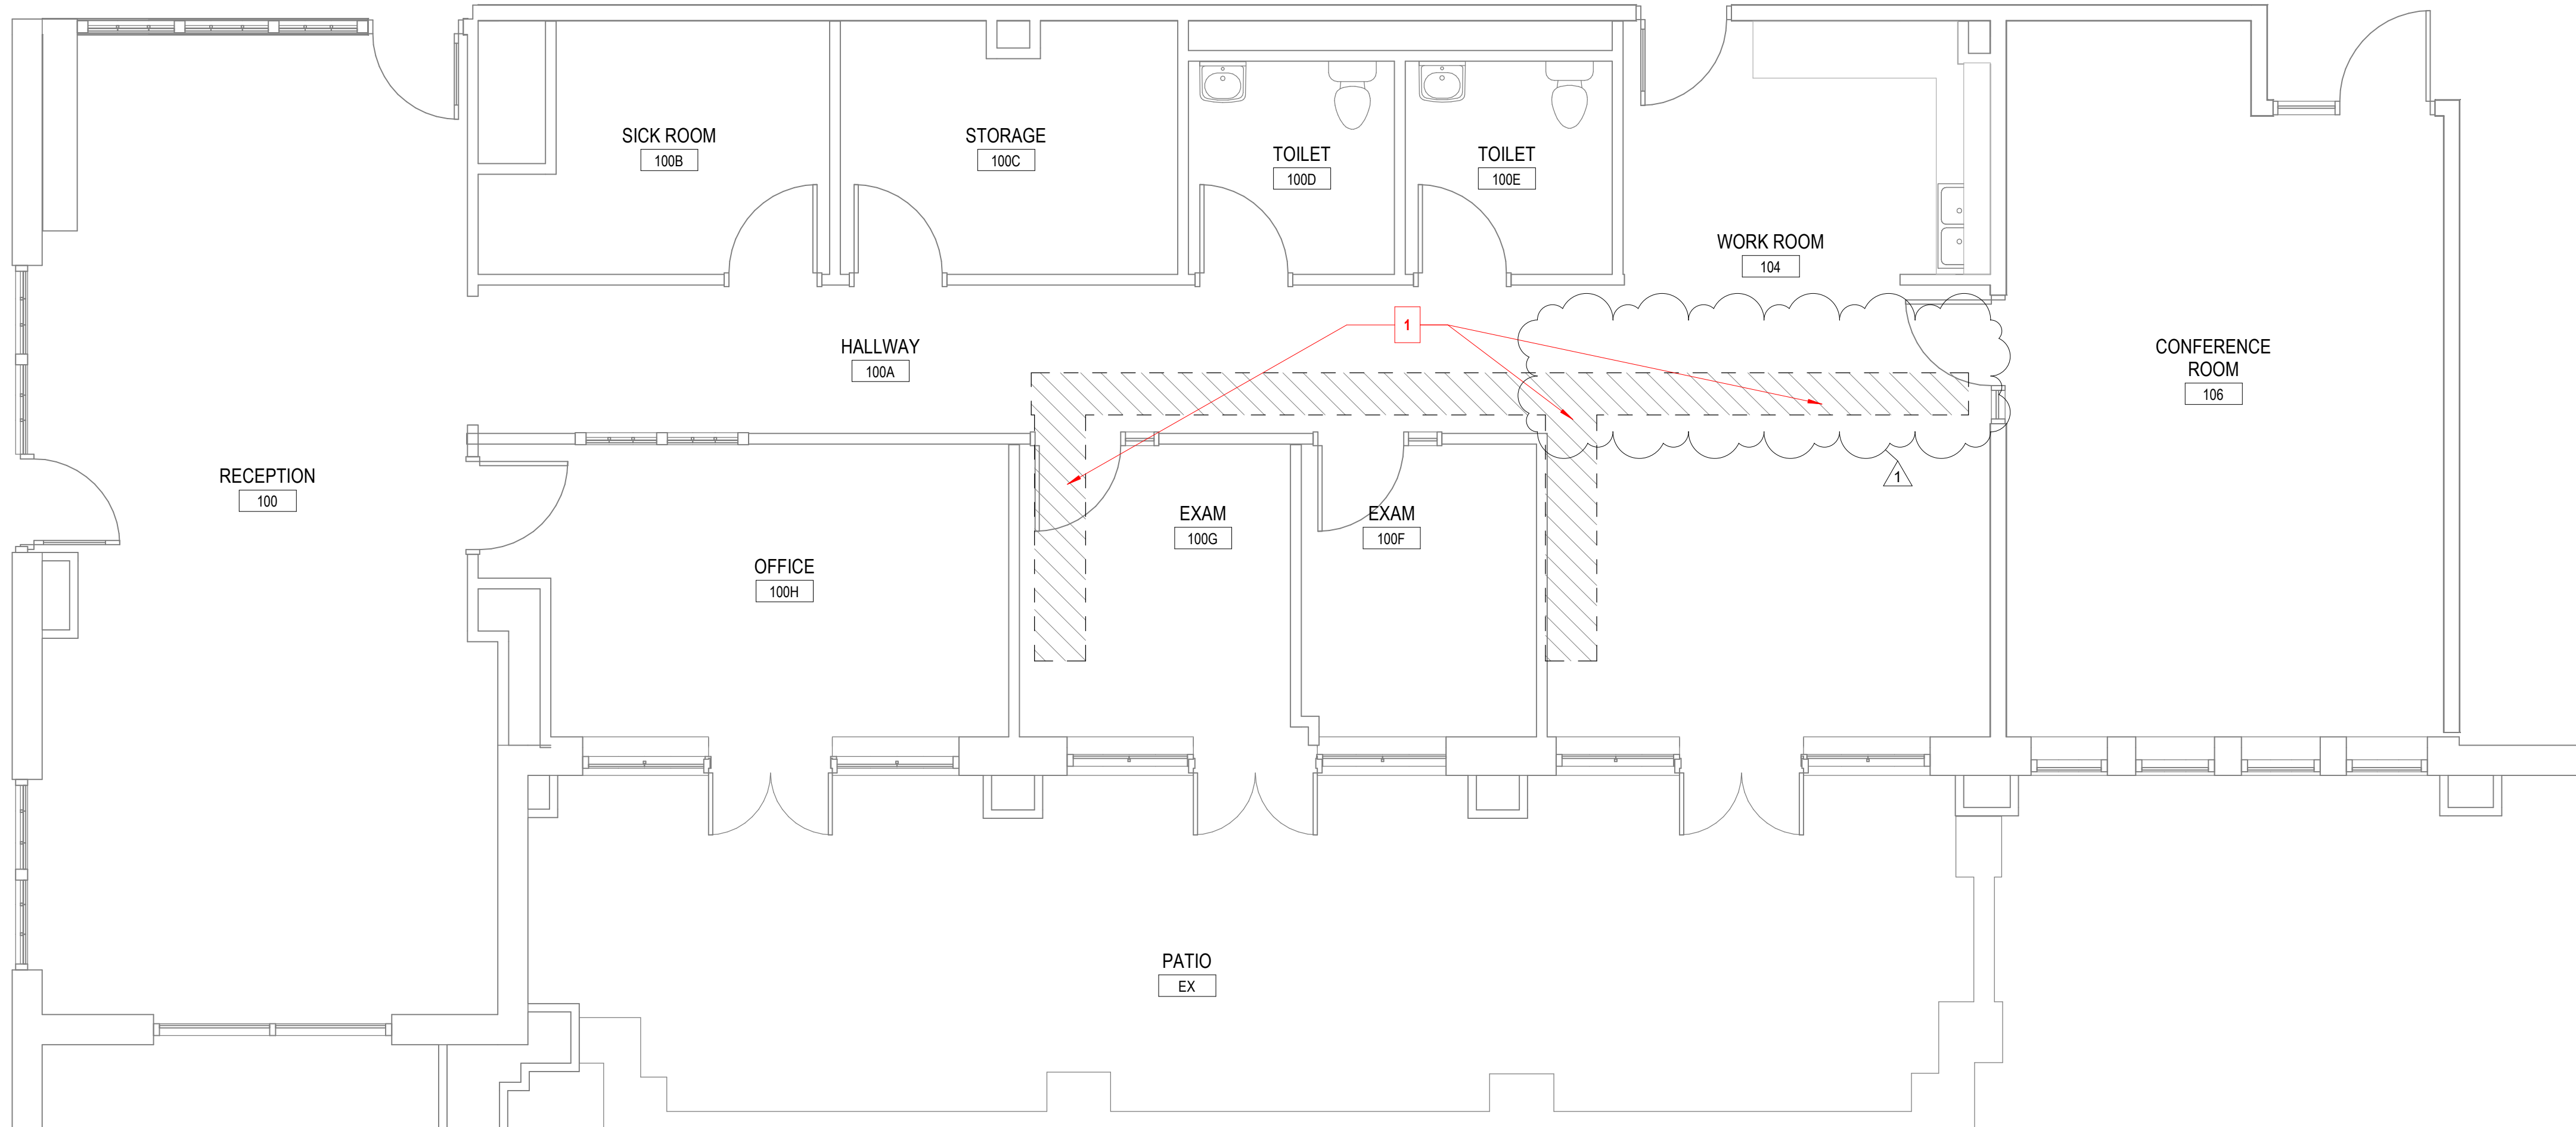 SICK ROOM
100B
STORAGE
100C
TOILET
100D
TOILET
100E
WORK ROOM
104
1
HALLWAY
100A
CONFERENCE
ROOM
106
RECEPTION
100
1
EXAM
100G
EXAM
100F
OFFICE
100H
PATIO
EX